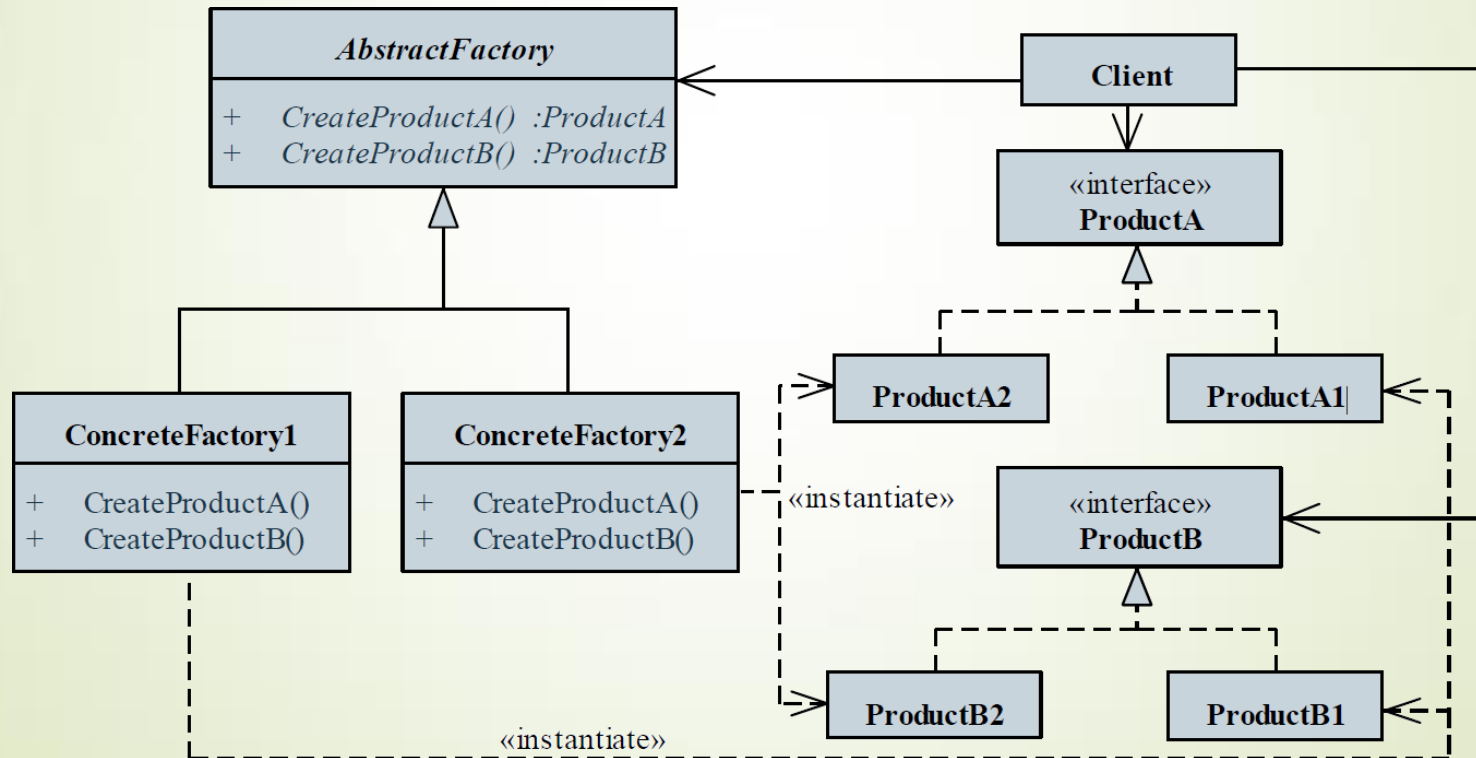 AbstractFactory
+ CreateProductA() :ProductA
+ CreateProductB() :ProductB
Client
«interface»
ProductA
ProductA2
ProductA1
ConcreteFactory1
+ CreateProductA()
+ CreateProductB()
ConcreteFactory2
+ CreateProductA()
+ CreateProductB()
«instantiate»
«interface»
ProductB
ProductB2
ProductB1
«instantiate»